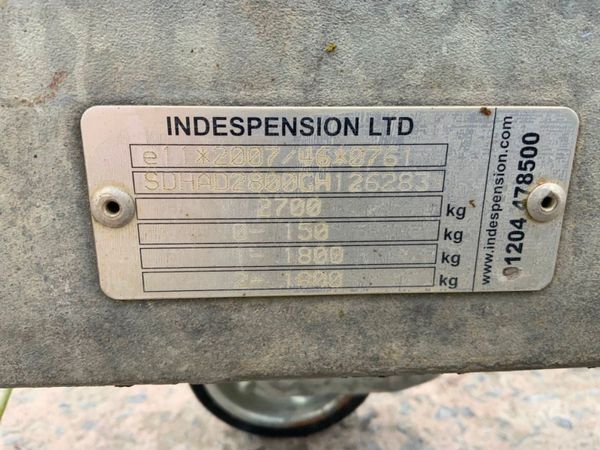 INDESPENSION LTD
e11*2007/46*0761
2700 kg
0- 150 kg
1- 1800 kg
2- 1800 kg
www.indespension.com
01204 478500